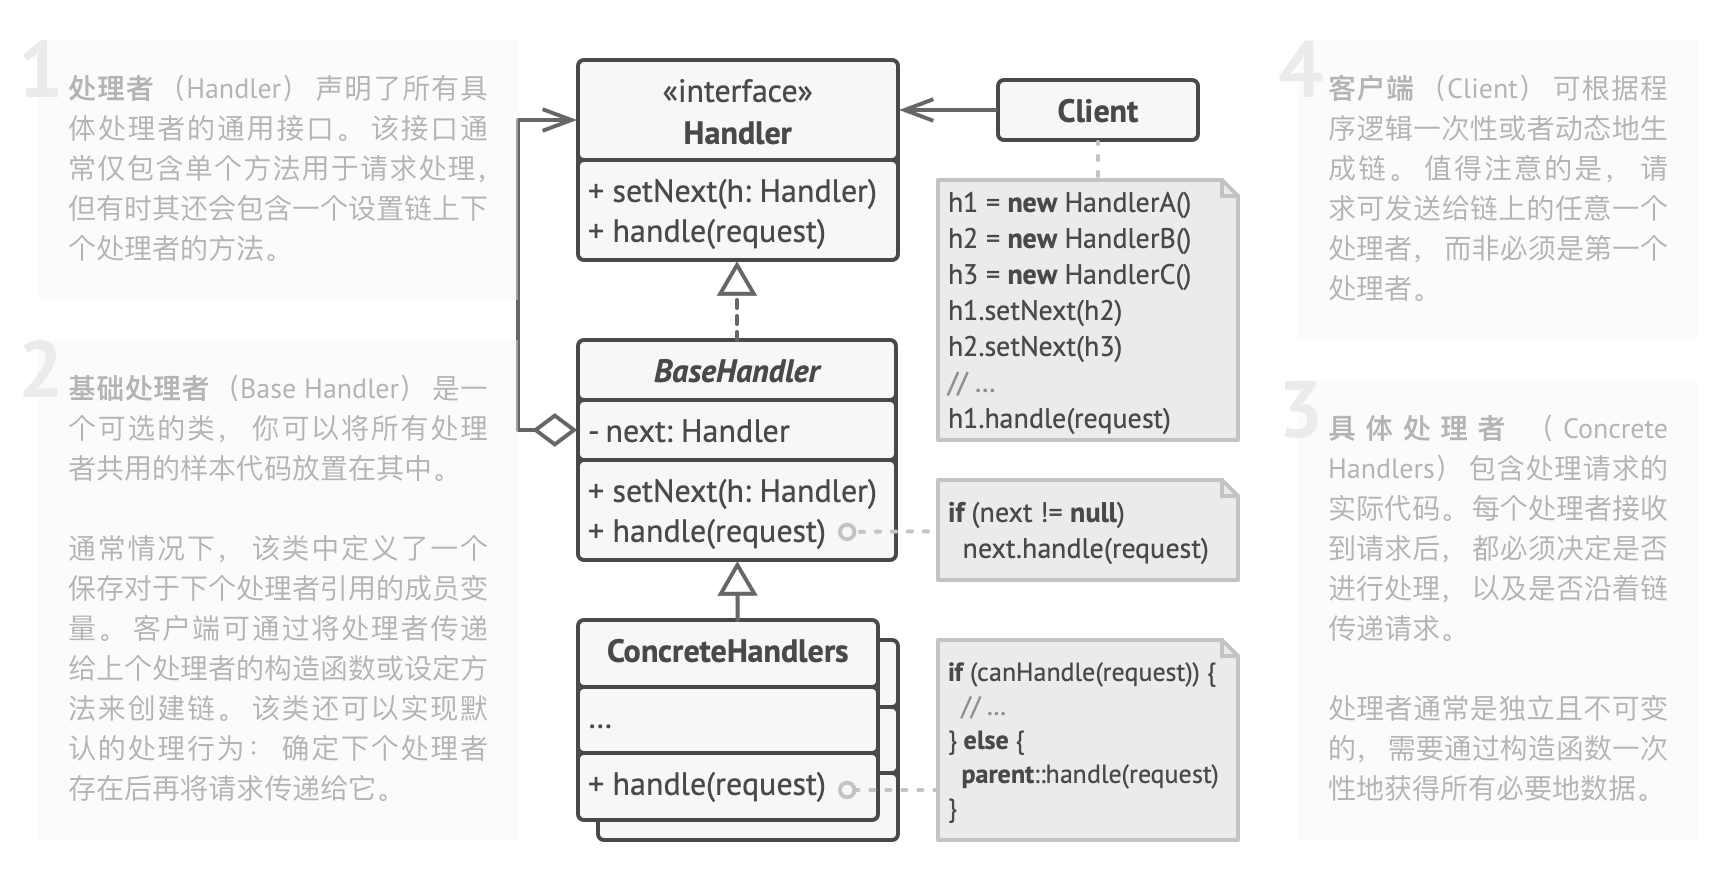 1
处理者 （Handler） 声明了所有具
体处理者的通用接口。 该接口通
常仅包含单个方法用于请求处理，
但有时其还会包含一个设置链上下
个处理者的方法。
2
基础处理者 （Base Handler） 是一
个可选的类， 你可以将所有处理
者共用的样本代码放置在其中。
通常情况下， 该类中定义了一个
保存对于下个处理者引用的成员变
量。 客户端可通过将处理者传递
给上个处理者的构造函数或设定方
法来创建链。 该类还可以实现默
认的处理行为： 确定下个处理者
存在后再将请求传递给它。
«interface»
Handler
+ setNext(h: Handler)
+ handle(request)
BaseHandler
- next: Handler
+ setNext(h: Handler)
+ handle(request)
ConcreteHandlers
...
+ handle(request)
Client
h1 = new HandlerA()
h2 = new HandlerB()
h3 = new HandlerC()
h1.setNext(h2)
h2.setNext(h3)
// ...
h1.handle(request)
if (next != null)
next.handle(request)
if (canHandle(request)) {
// ...
} else {
parent::handle(request)
}
4
客户端 （Client） 可根据程
序逻辑一次性或者动态地生
成链。 值得注意的是， 请
求可发送给链上的任意一个
处理者， 而非必须是第一个
处理者。
3
具体处理者 （Concrete
Handlers） 包含处理请求的
实际代码。 每个处理者接收
到请求后， 都必须决定是否
进行处理， 以及是否沿着链
传递请求。
处理者通常是独立且不可变
的， 需要通过构造函数一次
性地获得所有必要地数据。